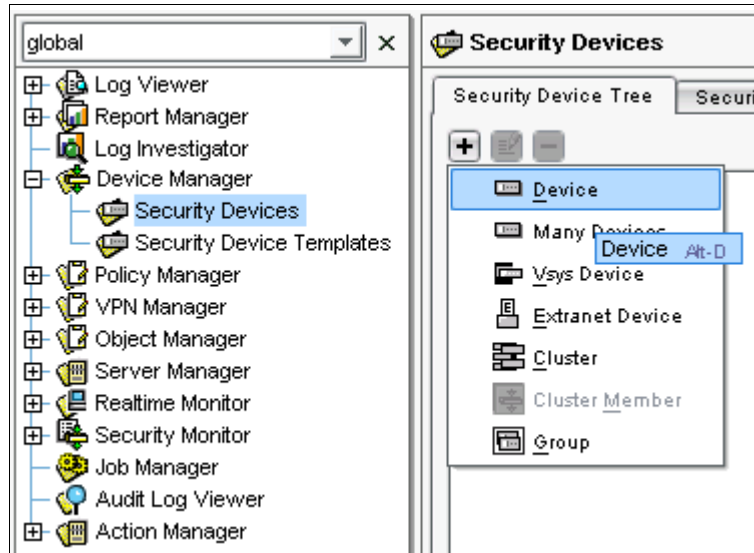 global
Log Viewer
Report Manager
Log Investigator
Device Manager
Security Devices
Security Device Templates
Policy Manager
VPN Manager
Object Manager
Server Manager
Realtime Monitor
Security Monitor
Job Manager
Audit Log Viewer
Action Manager
Security Devices
Security Device Tree
Securi
Device
Many Devices
Device Alt-D
Vsys Device
Extranet Device
Cluster
Cluster Member
Group